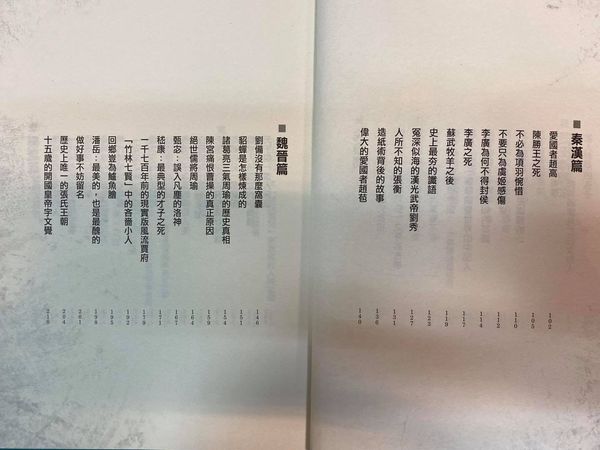 ■秦漢篇
愛國者趙高 102
陳勝王之死 105
不必為項羽惋惜 110
不要只為虞姬感傷 112
李廣為何不得封侯 114
李廣之死 117
蘇武牧羊之後 119
史上最夯的讖語 123
冤深似海的漢光武帝劉秀 127
人所不知的張衡 131
造紙術背後的故事 136
偉大的愛國者趙苞 140
■魏晉篇
劉備沒有那麼窩囊 146
貂蟬是怎樣煉成的 151
諸葛亮三氣周瑜的歷史真相 154
陳宮痛恨曹操的真正原因 159
絕世儒將周瑜 164
甄宓：誤入凡塵的洛神 167
嵇康：最典型的才子之死 171
一千七百年前的現實版風流賈府 179
「竹林七賢」中的吝嗇小人 192
回鄉豈為鱸魚膾 195
潘岳：最美的，也是最醜的 198
做好事不妨留名 201
歷史上唯一的張氏王朝 204
十五歲的開國皇帝宇文覺 210